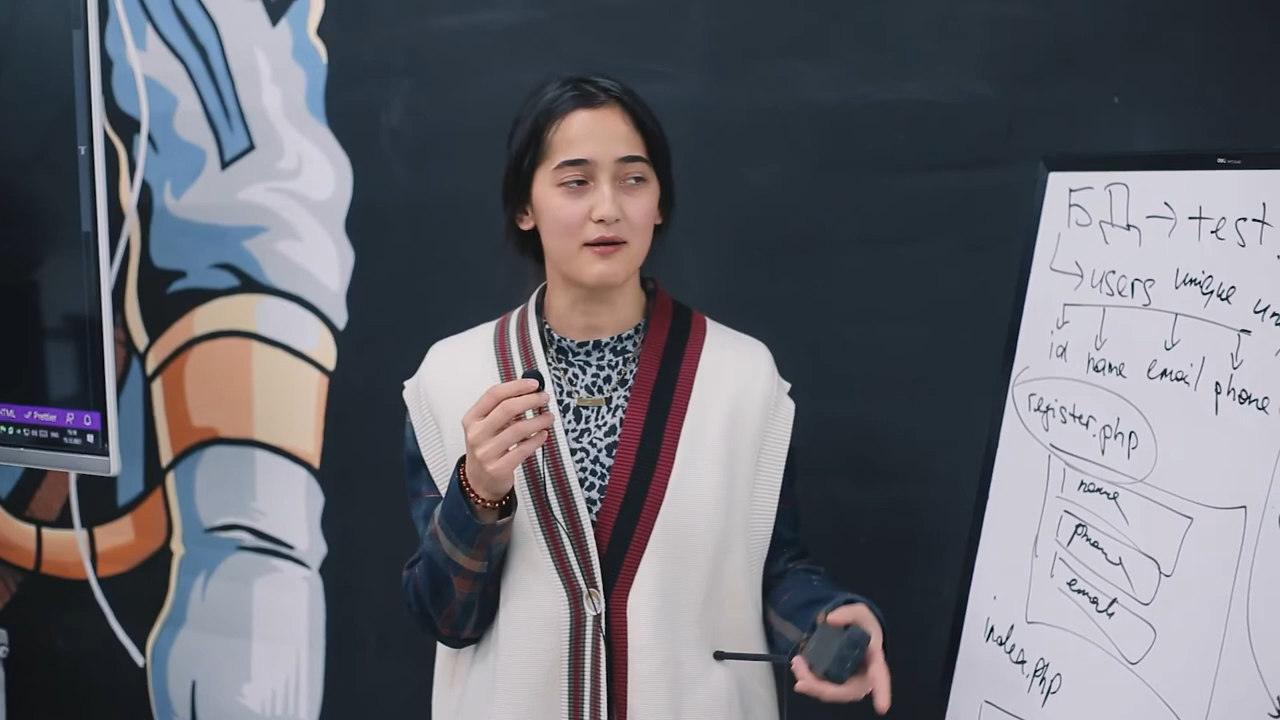 БД → test
↳ users unique
id name email phone
register.php
name
phone
email
index.php
Prettier